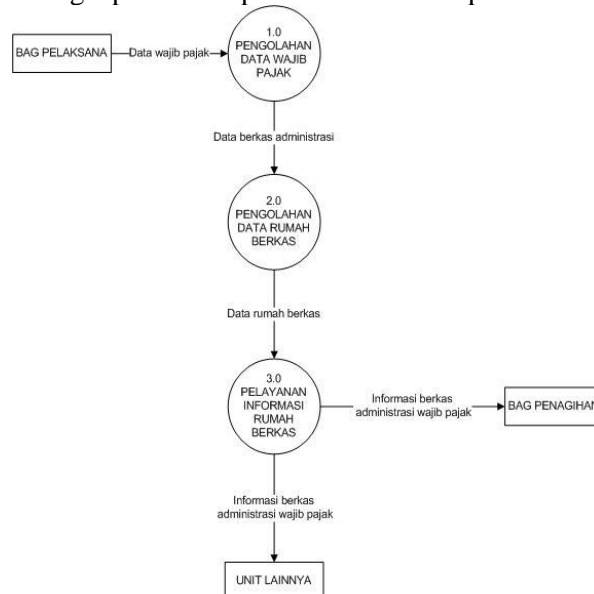 1.0
PENGOLAHAN
DATA WAJIB
PAJAK
BAG PELAKSANA
Data wajib pajak
Data berkas administrasi
2.0
PENGOLAHAN
DATA RUMAH
BERKAS
Data rumah berkas
3.0
PELAYANAN
INFORMASI
RUMAH
BERKAS
Informasi berkas
administrasi wajib pajak
BAG PENAGIHAN
Informasi berkas
administrasi wajib pajak
UNIT LAINNYA